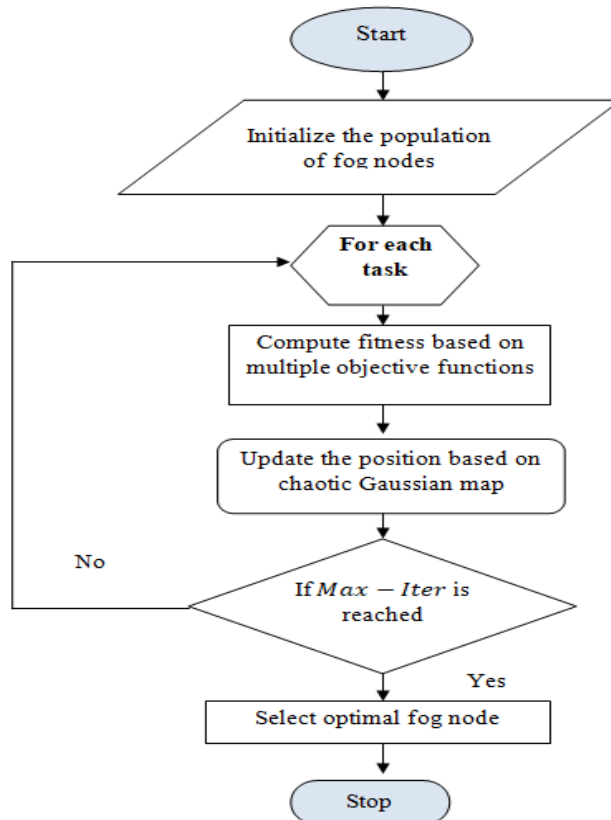 Start
Initialize the population
of fog nodes
For each
task
Compute fitness based on
multiple objective functions
Update the position based on
chaotic Gaussian map
No
If Max − Iter is
reached
Yes
Select optimal fog node
Stop